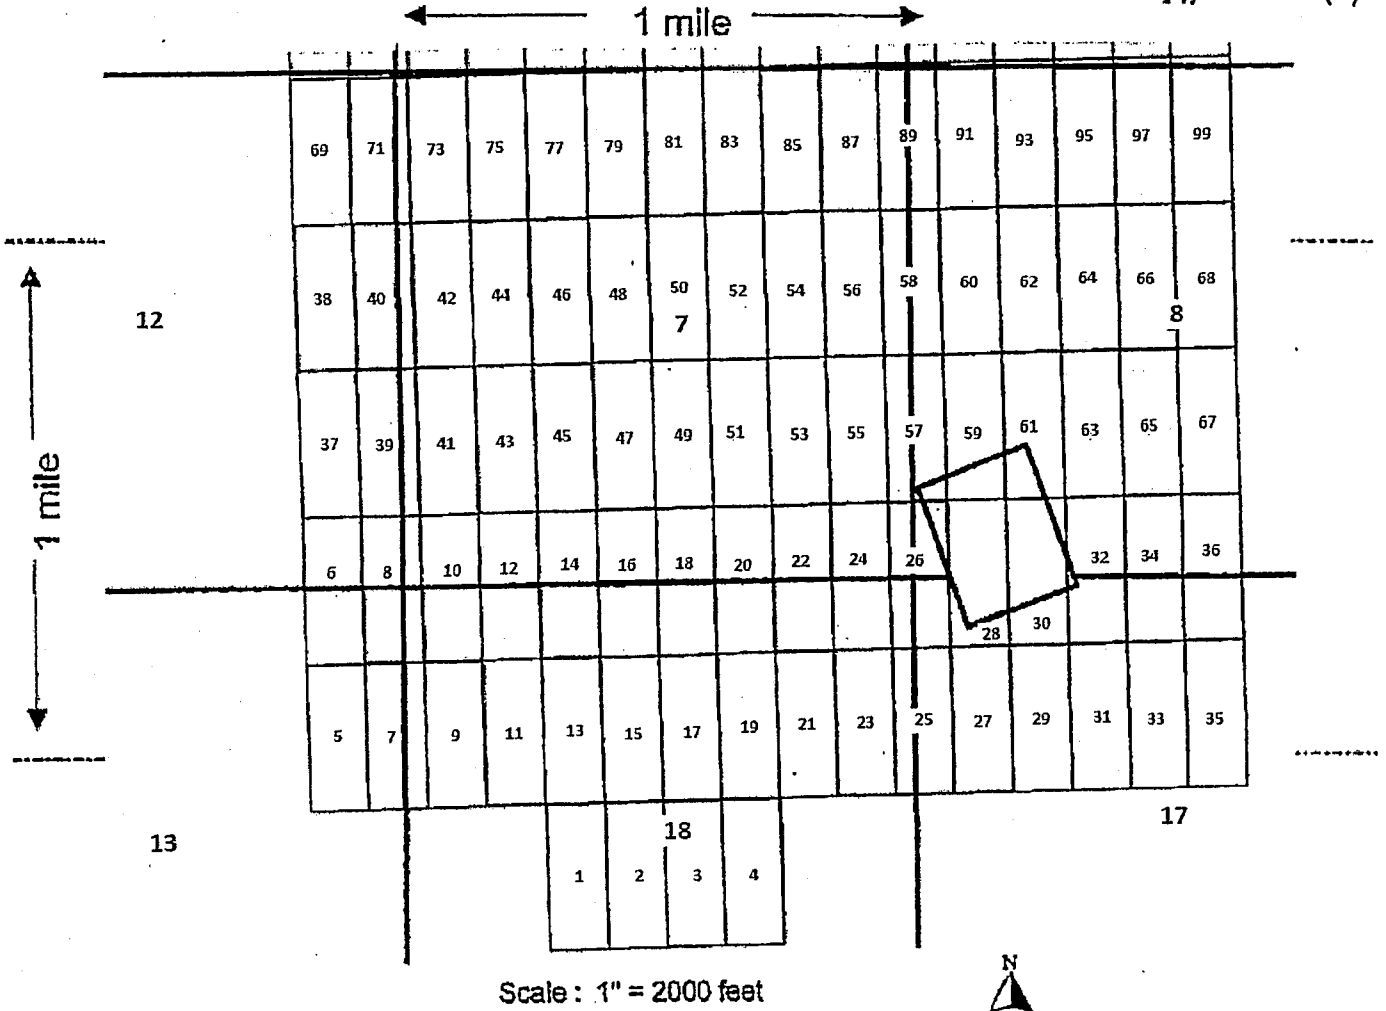 1 mile
69 71 73 75 77 79 81 83 85 87 89 91 93 95 97 99
38 40 42 44 46 48 50 52 54 56 58 60 62 64 66 68
12 7 8
37 39 41 43 45 47 49 51 53 55 57 59 61 63 65 67
1 mile
6 8 10 12 14 16 18 20 22 24 26 32 34 36
28 30
5 7 9 11 13 15 17 19 21 23 25 27 29 31 33 35
13 18 17
1 2 3 4
N
Scale: 1" = 2000 feet